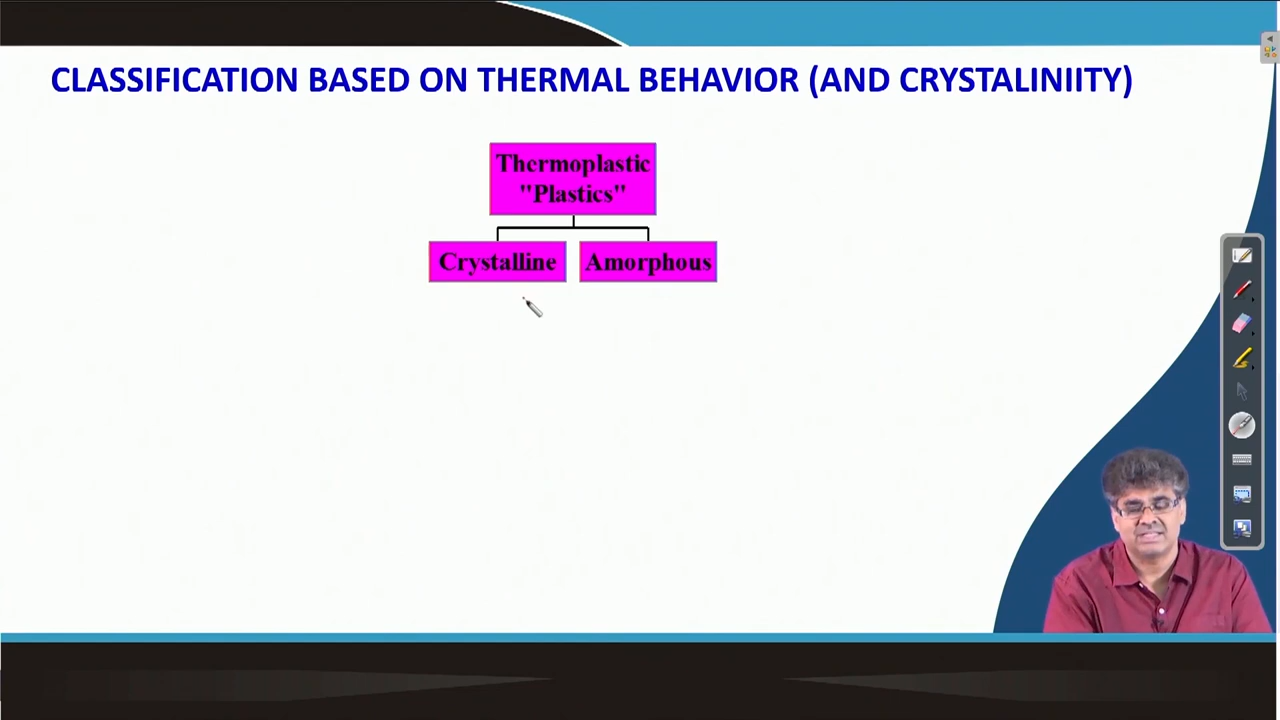 CLASSIFICATION BASED ON THERMAL BEHAVIOR (AND CRYSTALINIITY)
Thermoplastic
"Plastics"
Crystalline
Amorphous